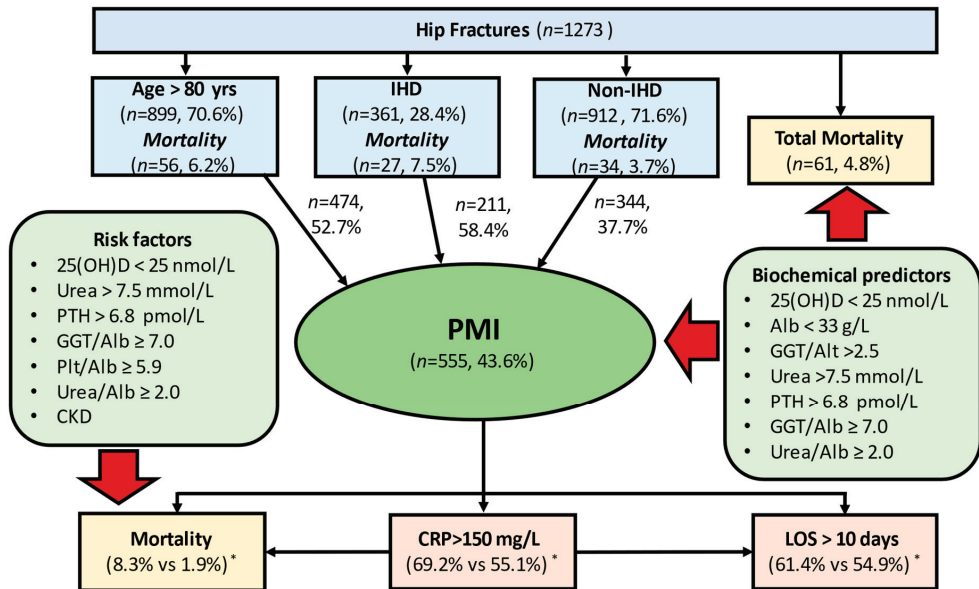 Hip Fractures (n=1273 )
Age > 80 yrs
(n=899, 70.6%)
Mortality
(n=56, 6.2%)
IHD
(n=361, 28.4%)
Mortality
(n=27, 7.5%)
Non-IHD
(n=912, 71.6%)
Mortality
(n=34, 3.7%)
Total Mortality
(n=61, 4.8%)
n=474,
52.7%
n=211,
58.4%
n=344,
37.7%
Risk factors
• 25(OH)D < 25 nmol/L
• Urea > 7.5 mmol/L
• PTH > 6.8 pmol/L
• GGT/Alb ≥ 7.0
• Plt/Alb ≥ 5.9
• Urea/Alb ≥ 2.0
• CKD
PMI
(n=555, 43.6%)
Biochemical predictors
• 25(OH)D < 25 nmol/L
• Alb < 33 g/L
• GGT/Alt >2.5
• Urea >7.5 mmol/L
• PTH > 6.8 pmol/L
• GGT/Alb ≥ 7.0
• Urea/Alb ≥ 2.0
Mortality
(8.3% vs 1.9%) *
CRP>150 mg/L
(69.2% vs 55.1%) *
LOS > 10 days
(61.4% vs 54.9%) *